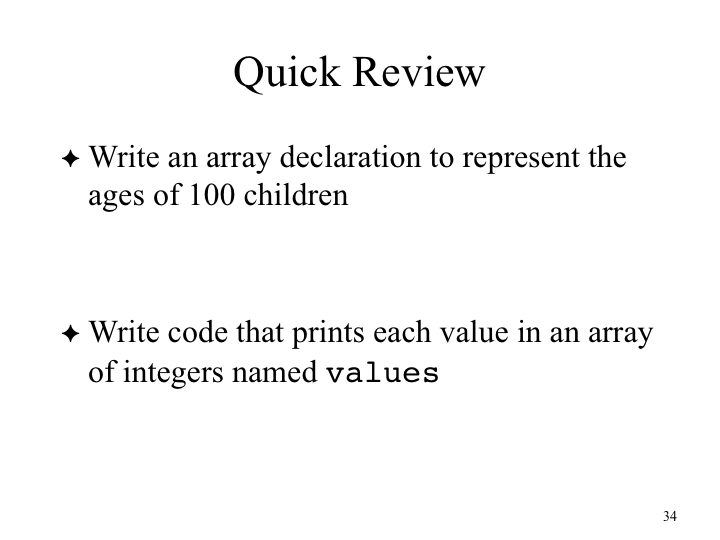 Quick Review
✦ Write an array declaration to represent the
ages of 100 children
✦ Write code that prints each value in an array
of integers named values
34